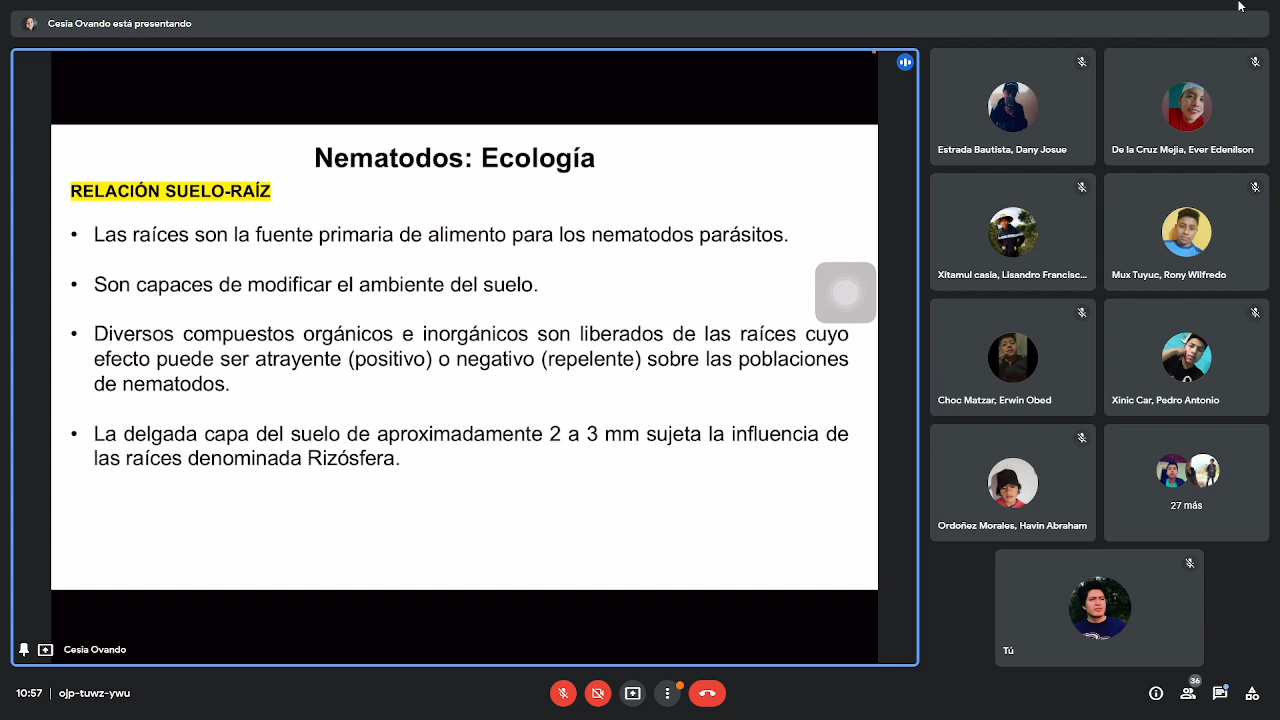 Cesia Ovando está presentando
Nematodos: Ecología
RELACIÓN SUELO-RAÍZ
• Las raíces son la fuente primaria de alimento para los nematodos parásitos.
• Son capaces de modificar el ambiente del suelo.
• Diversos compuestos orgánicos e inorgánicos son liberados de las raíces cuyo
efecto puede ser atrayente (positivo) o negativo (repelente) sobre las poblaciones
de nematodos.
• La delgada capa del suelo de aproximadamente 2 a 3 mm sujeta la influencia de
las raíces denominada Rizósfera.
Cesia Ovando
Estrada Bautista, Dany Josue
De la Cruz Mejia, Ever Edenilson
Xitamul casia, Lisandro Francisc...
Mux Tuyuc, Rony Wilfredo
Choc Matzar, Erwin Obed
Xinic Car, Pedro Antonio
Ordoñez Morales, Havin Abraham
27 más
Tú
10:57 | ojp-tuwz-ywu
36